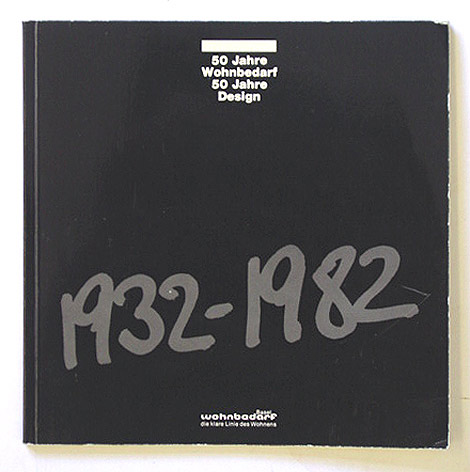 50 Jahre
Wohnbedarf
50 Jahre
Design
1932-1982
Basel
wohnbedarf
die klare Linie des Wohnens